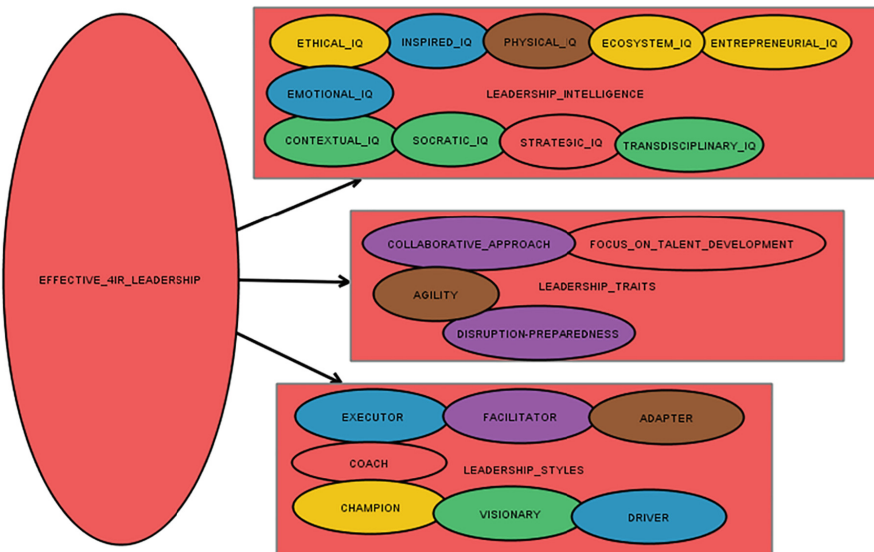 ETHICAL_IQ
INSPIRED_IQ
PHYSICAL_IQ
ECOSYSTEM_IQ
ENTREPRENEURIAL_IQ
EMOTIONAL_IQ
LEADERSHIP_INTELLIGENCE
CONTEXTUAL_IQ
SOCRATIC_IQ
STRATEGIC_IQ
TRANSDISCIPLINARY_IQ
EFFECTIVE_4IR_LEADERSHIP
COLLABORATIVE_APPROACH
FOCUS_ON_TALENT_DEVELOPMENT
AGILITY
LEADERSHIP_TRAITS
DISRUPTION-PREPAREDNESS
EXECUTOR
FACILITATOR
ADAPTER
COACH
LEADERSHIP_STYLES
CHAMPION
VISIONARY
DRIVER